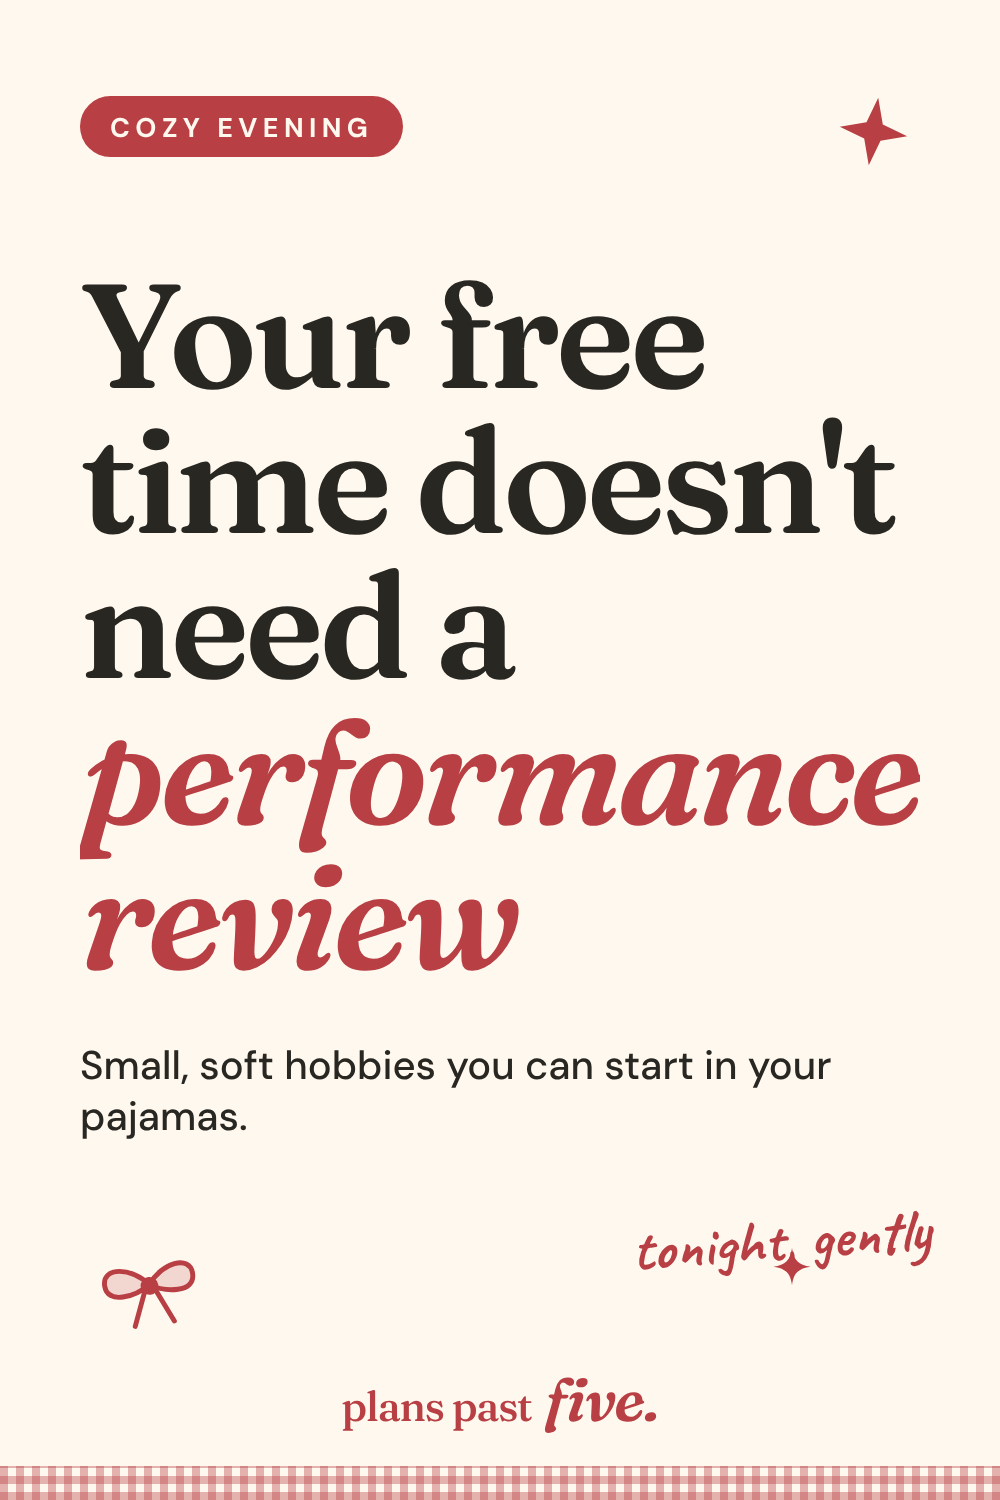 COZY EVENING
Your free
time doesn't
need a
performance
review
Small, soft hobbies you can start in your
pajamas.
tonight, gently
plans past five.